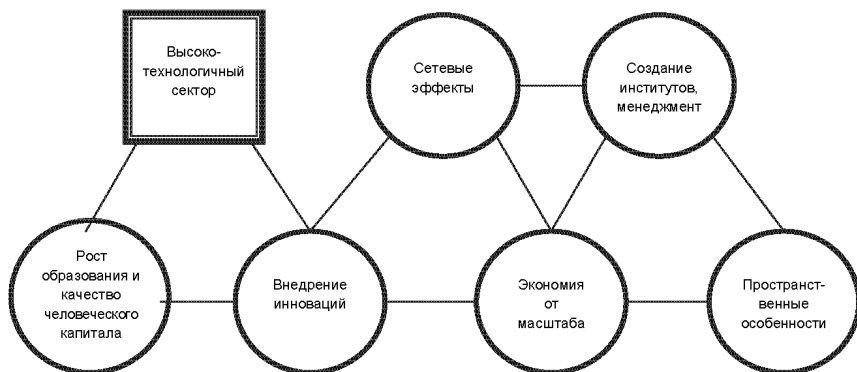 Высоко-
технологичный
сектор
Сетевые
эффекты
Создание
институтов,
менеджмент
Рост
образования и
качество
человеческого
капитала
Внедрение
инноваций
Экономия
от
масштаба
Пространст-
венные
особенности